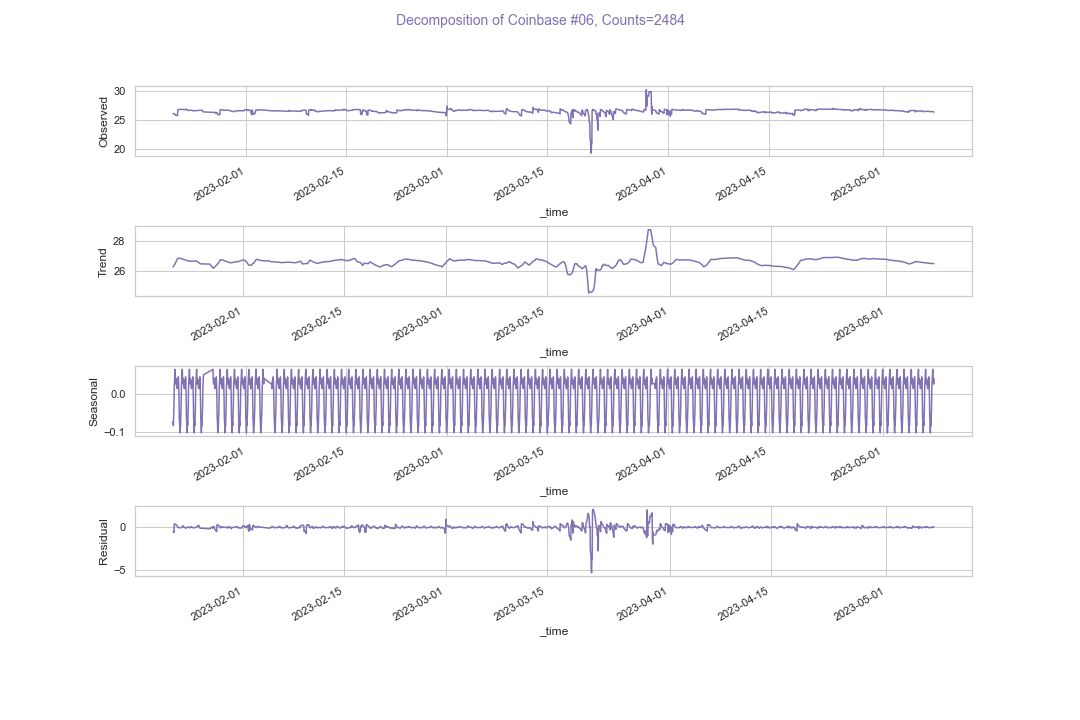 Decomposition of Coinbase #06, Counts=2484
Observed
30
25
20
2023-02-01 2023-02-15 2023-03-01 2023-03-15 2023-04-01 2023-04-15 2023-05-01
_time
Trend
28
26
2023-02-01 2023-02-15 2023-03-01 2023-03-15 2023-04-01 2023-04-15 2023-05-01
_time
Seasonal
0.0
−0.1
2023-02-01 2023-02-15 2023-03-01 2023-03-15 2023-04-01 2023-04-15 2023-05-01
_time
Residual
0
−5
2023-02-01 2023-02-15 2023-03-01 2023-03-15 2023-04-01 2023-04-15 2023-05-01
_time